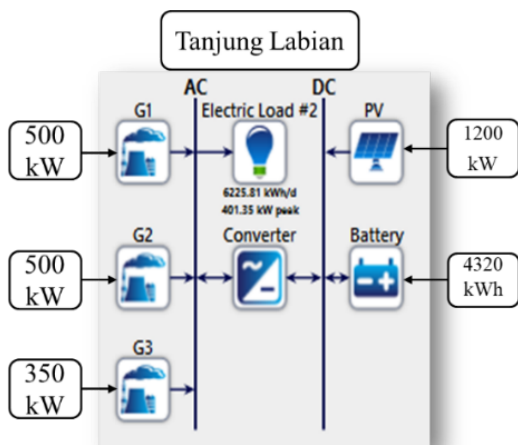 Tanjung Labian
AC
DC
G1
Electric Load #2
PV
500
kW
1200
kW
6225.81 kWh/d
401.35 kW peak
G2
Converter
Battery
500
kW
4320
kWh
G3
350
kW